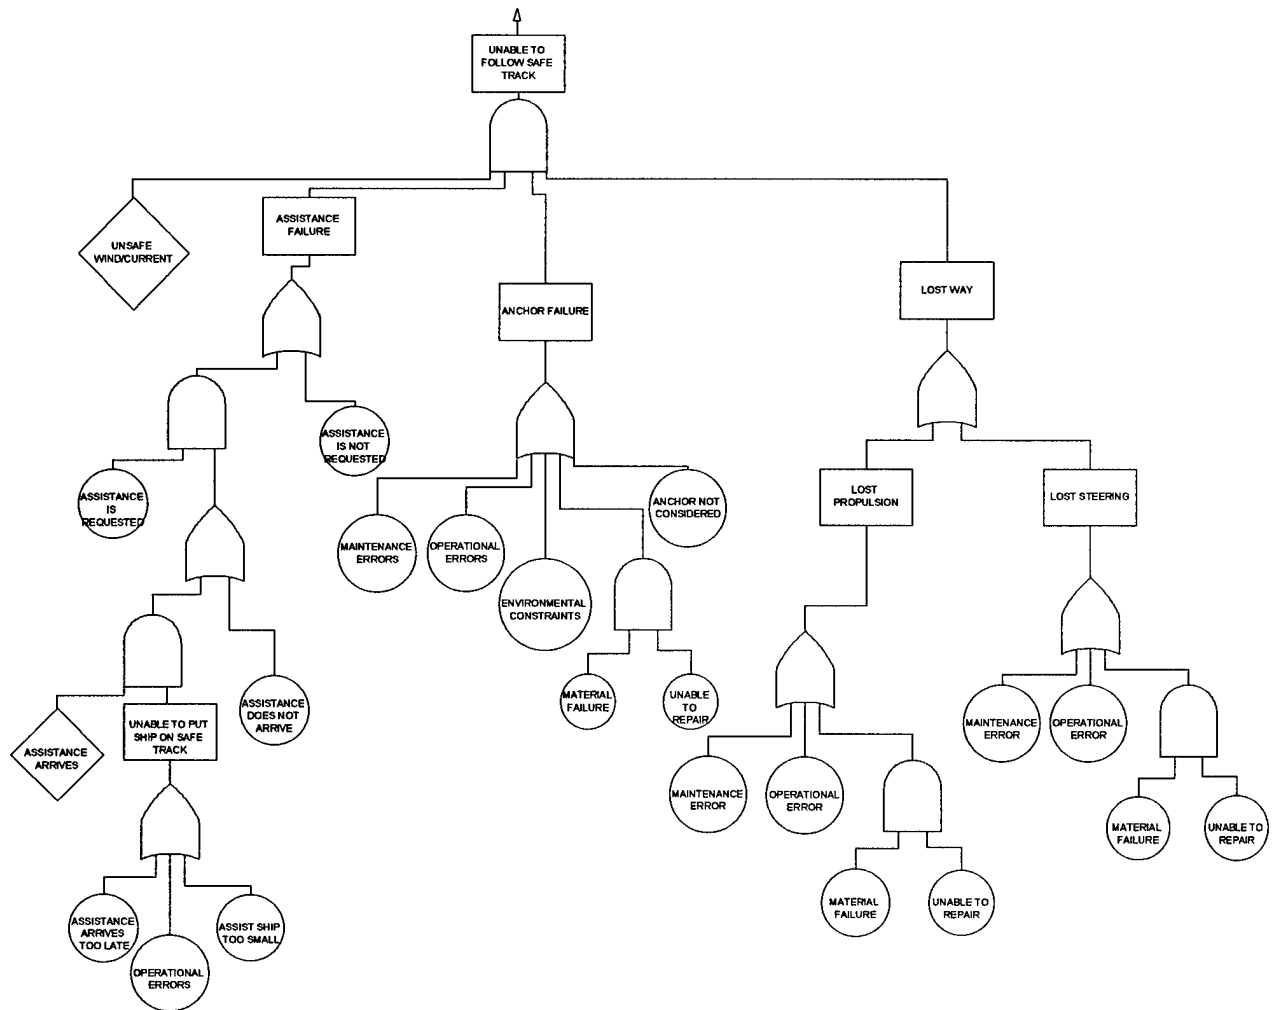 UNABLE TO
FOLLOW SAFE
TRACK
UNSAFE
WIND/CURRENT
ASSISTANCE
FAILURE
ANCHOR FAILURE
LOST WAY
ASSISTANCE
IS NOT
REQUESTED
ASSISTANCE
IS
REQUESTED
MAINTENANCE
ERRORS
OPERATIONAL
ERRORS
ENVIRONMENTAL
CONSTRAINTS
ANCHOR NOT
CONSIDERED
LOST
PROPULSION
LOST STEERING
MATERIAL
FAILURE
UNABLE
TO
REPAIR
ASSISTANCE
ARRIVES
UNABLE TO PUT
SHIP ON SAFE
TRACK
ASSISTANCE
DOES NOT
ARRIVE
MAINTENANCE
ERROR
OPERATIONAL
ERROR
MAINTENANCE
ERROR
OPERATIONAL
ERROR
MATERIAL
FAILURE
UNABLE TO
REPAIR
MATERIAL
FAILURE
UNABLE TO
REPAIR
ASSISTANCE
ARRIVES
TOO LATE
OPERATIONAL
ERRORS
ASSIST SHIP
TOO SMALL